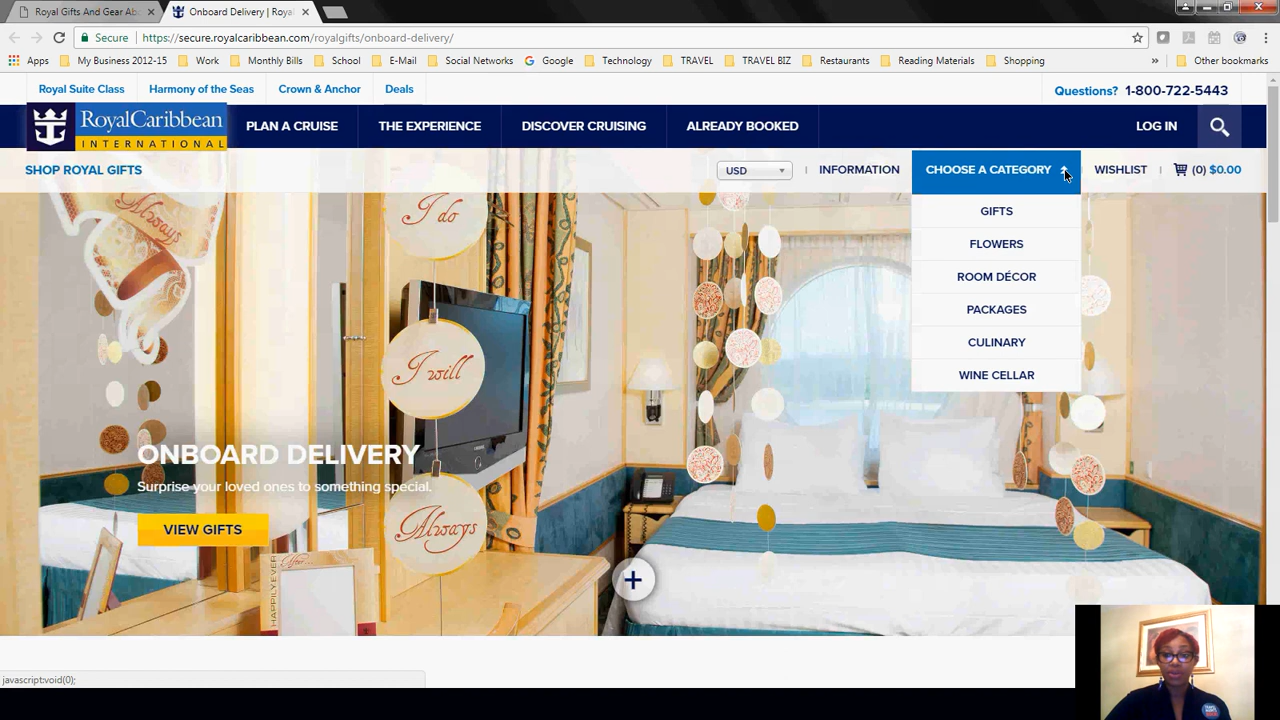 Royal Gifts And Gear Abo
Onboard Delivery | Royal
Secure
https://secure.royalcaribbean.com/royalgifts/onboard-delivery/
Apps
My Business 2012-15
Work
Monthly Bills
School
E-Mail
Social Networks
Google
Technology
TRAVEL
TRAVEL BIZ
Restaurants
Reading Materials
Shopping
»
Other bookmarks
Royal Suite Class
Harmony of the Seas
Crown & Anchor
Deals
Questions? 1-800-722-5443
RoyalCaribbean
INTERNATIONAL
PLAN A CRUISE
THE EXPERIENCE
DISCOVER CRUISING
ALREADY BOOKED
LOG IN
SHOP ROYAL GIFTS
USD
INFORMATION
CHOOSE A CATEGORY
WISHLIST
(0) $0.00
GIFTS
FLOWERS
ROOM DÉCOR
PACKAGES
CULINARY
WINE CELLAR
Always
I do
I will
Always
ONBOARD DELIVERY
Surprise your loved ones to something special.
VIEW GIFTS
HAPPILY EVER
After...
javascript:void(0);